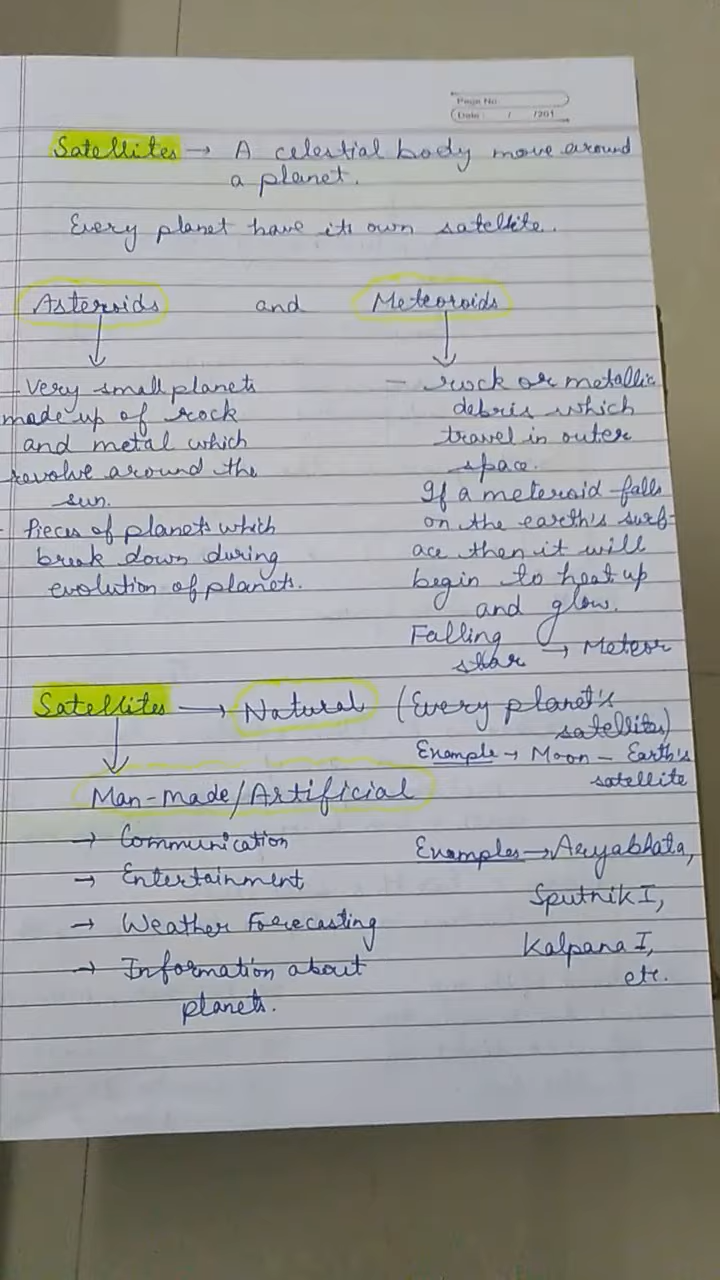 Page No.
Date / /201
Satellites → A celestial body move around
a planet.
Every planet have its own satellite.
Asteroids and Meteoroids
- Very small planets
made up of rock
and metal which
revolve around the
sun.
- Pieces of planets which
break down during
evolution of planets.
- rock or metallic
debris which
travel in outer
space.
If a meteroid falls
on the earth's surf-
ace then it will
begin to heat up
and glow.
Falling
star → Meteor
Satellites → Natural (Every planet's
satellites)
Example → Moon - Earth's
satellite
Man-made/Artificial
→ Communication
→ Entertainment
→ Weather Forecasting
→ Information about
planets.
Examples → Aryabhata,
Sputnik I,
Kalpana I,
etc.